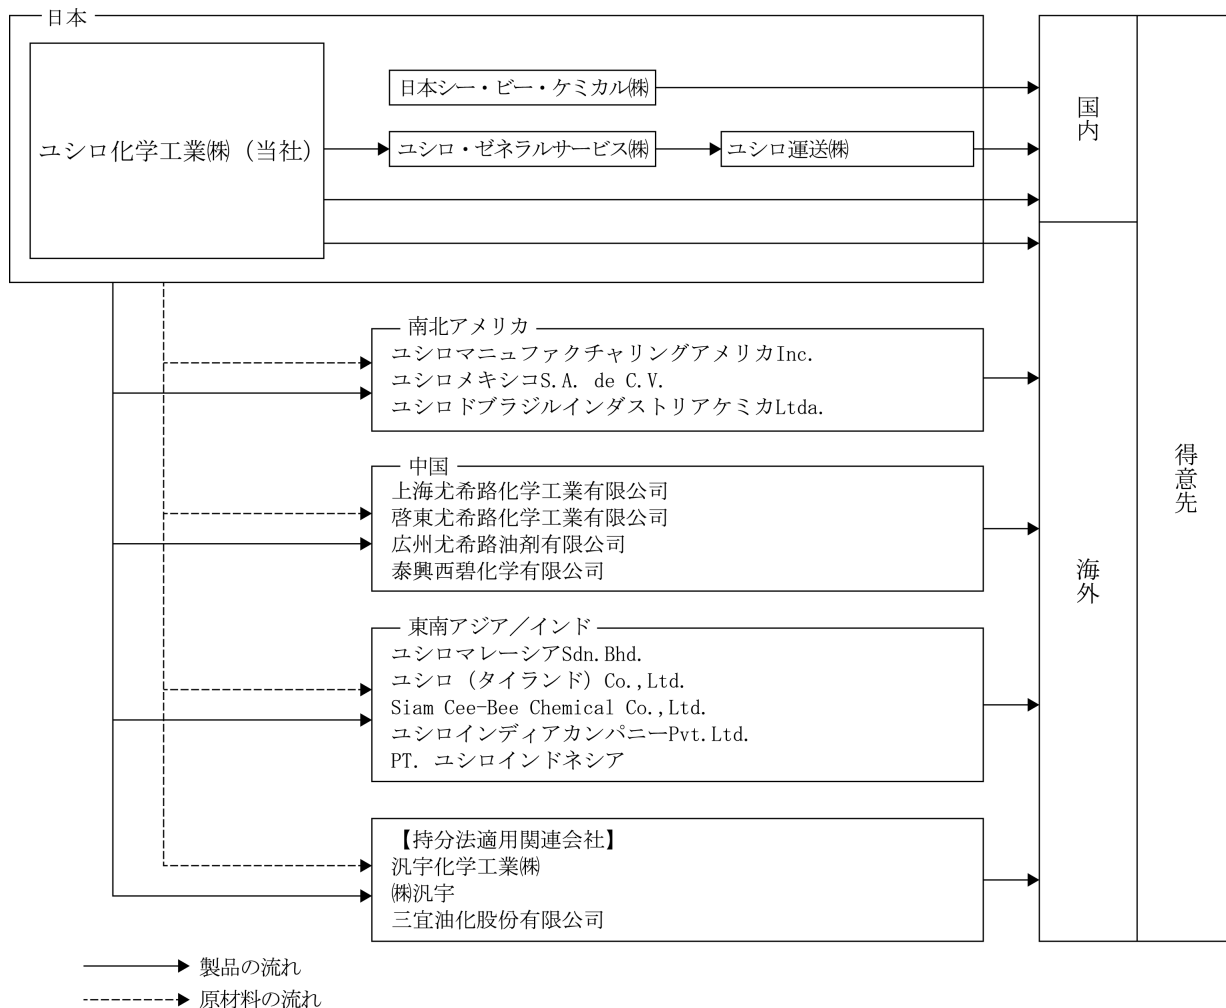 日本
ユシロ化学工業㈱（当社）
日本シー・ビー・ケミカル㈱
ユシロ・ゼネラルサービス㈱
ユシロ運送㈱
国内
南北アメリカ
ユシロマニュファクチャリングアメリカInc.
ユシロメキシコS.A. de C.V.
ユシロドブラジルインダストリアケミカLtda.
中国
上海尤希路化学工業有限公司
啓東尤希路化学工業有限公司
広州尤希路油剤有限公司
泰興西碧化学有限公司
東南アジア／インド
ユシロマレーシアSdn.Bhd.
ユシロ（タイランド）Co.,Ltd.
Siam Cee-Bee Chemical Co.,Ltd.
ユシロインディアカンパニーPvt.Ltd.
PT. ユシロインドネシア
【持分法適用関連会社】
汎宇化学工業㈱
㈱汎宇
三宜油化股份有限公司
海外
得意先
製品の流れ
原材料の流れ